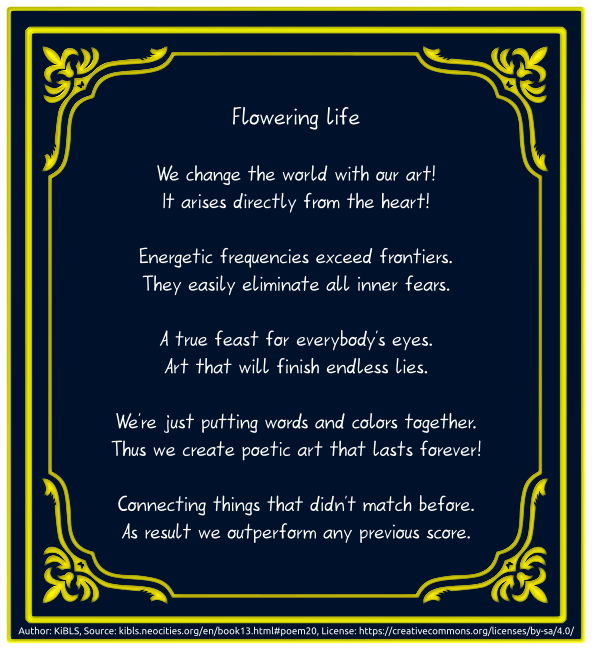 Flowering life
We change the world with our art!
It arises directly from the heart!
Energetic frequencies exceed frontiers.
They easily eliminate all inner fears.
A true feast for everybody's eyes.
Art that will finish endless lies.
We're just putting words and colors together.
Thus we create poetic art that lasts forever!
Connecting things that didn't match before.
As result we outperform any previous score.
Author: KiBLS, Source: kibls.neocities.org/en/book13.html#poem20, License: https://creativecommons.org/licenses/by-sa/4.0/